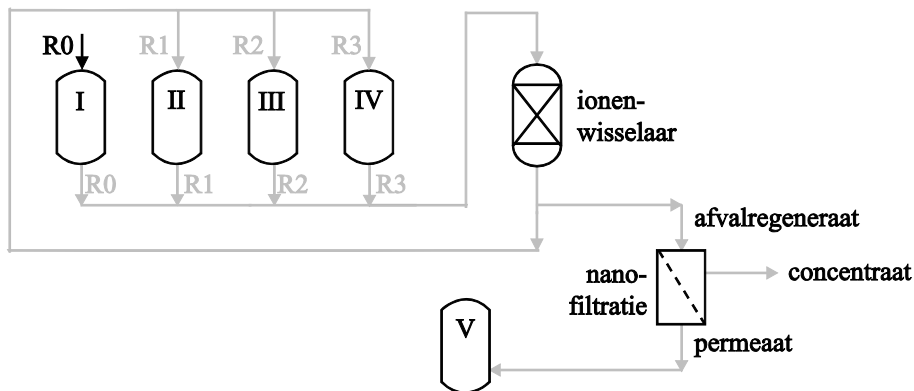 R0 R1 R2 R3
I II III IV
ionen-
wisselaar
R0 R1 R2 R3
afvalregeneraat
nano-
filtratie
concentraat
V
permeaat